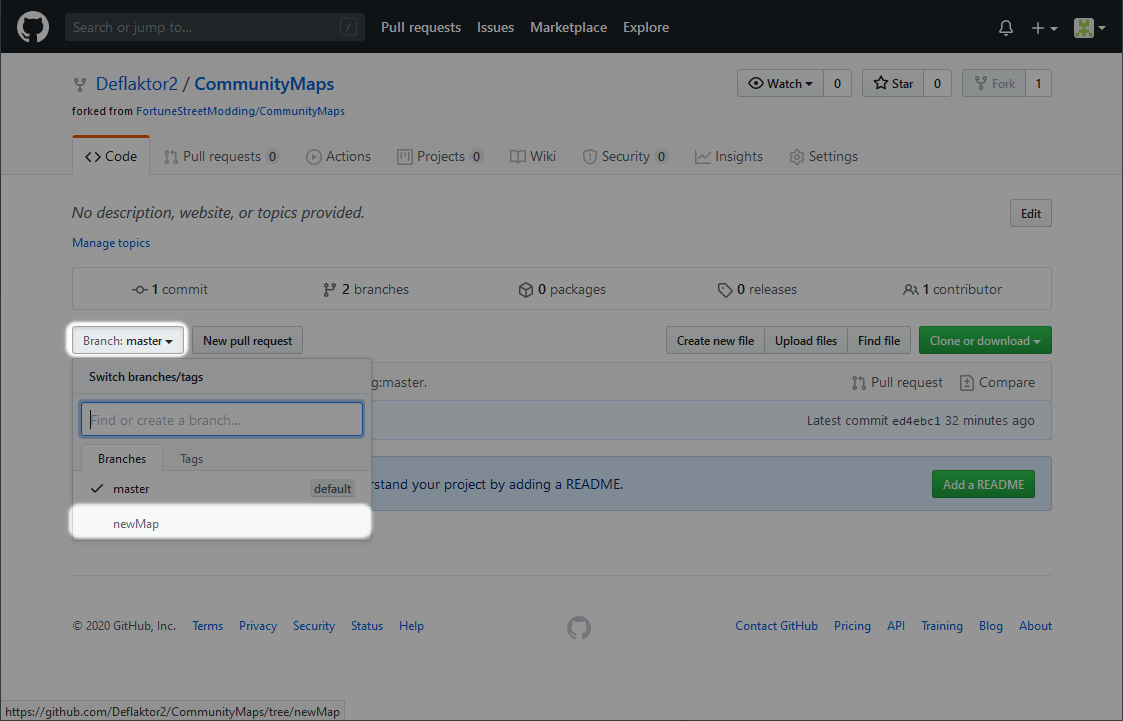 Search or jump to... /
Pull requests Issues Marketplace Explore
Deflaktor2 / CommunityMaps
Watch 0 Star 0 Fork 1
forked from FortuneStreetModding/CommunityMaps
Code Pull requests 0 Actions Projects 0 Wiki Security 0 Insights Settings
No description, website, or topics provided.
Edit
Manage topics
1 commit 2 branches 0 packages 0 releases 1 contributor
Branch: master New pull request Create new file Upload files Find file Clone or download
Switch branches/tags
g:master. Pull request Compare
Find or create a branch...
Latest commit ed4ebc1 32 minutes ago
Branches Tags
master default
rstand your project by adding a README. Add a README
newMap
© 2020 GitHub, Inc. Terms Privacy Security Status Help Contact GitHub Pricing API Training Blog About
https://github.com/Deflaktor2/CommunityMaps/tree/newMap